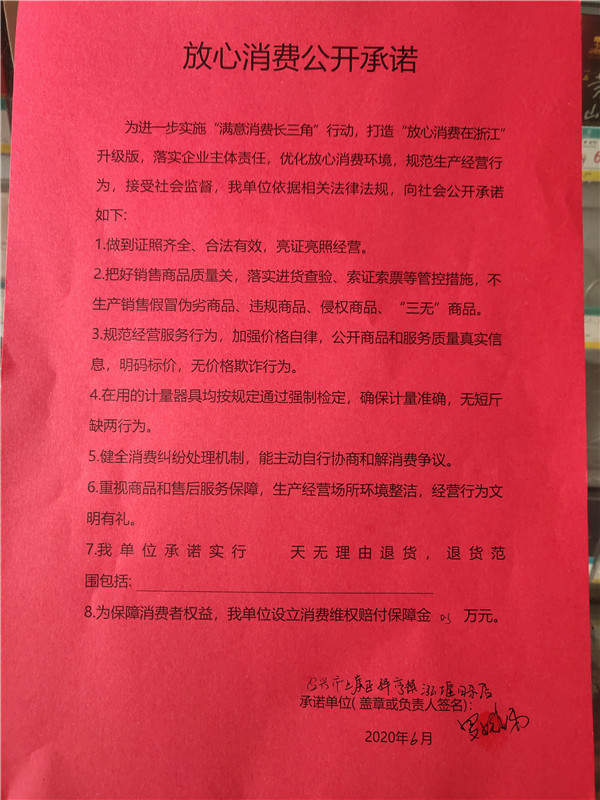 放心消费公开承诺
为进一步实施“满意消费长三角”行动，打造“放心消费在浙江”
升级版，落实企业主体责任，优化放心消费环境，规范生产经营行
为，接受社会监督，我单位依据相关法律法规，向社会公开承诺
如下:
1.做到证照齐全、合法有效，亮证亮照经营。
2.把好销售商品质量关，落实进货查验、索证索票等管控措施，不
生产销售假冒伪劣商品、违规商品、侵权商品、“三无”商品。
3.规范经营服务行为，加强价格自律，公开商品和服务质量真实信
息，明码标价，无价格欺诈行为。
4.在用的计量器具均按规定通过强制检定，确保计量准确，无短斤
缺两行为。
5.健全消费纠纷处理机制，能主动自行协商和解消费争议。
6.重视商品和售后服务保障，生产经营场所环境整洁，经营行为文
明有礼。
7.我单位承诺实行 天无理由退货，退货范
围包括:
8.为保障消费者权益，我单位设立消费维权赔付保障金 万元。
承诺单位(盖章或负责人签名):
2020年6月